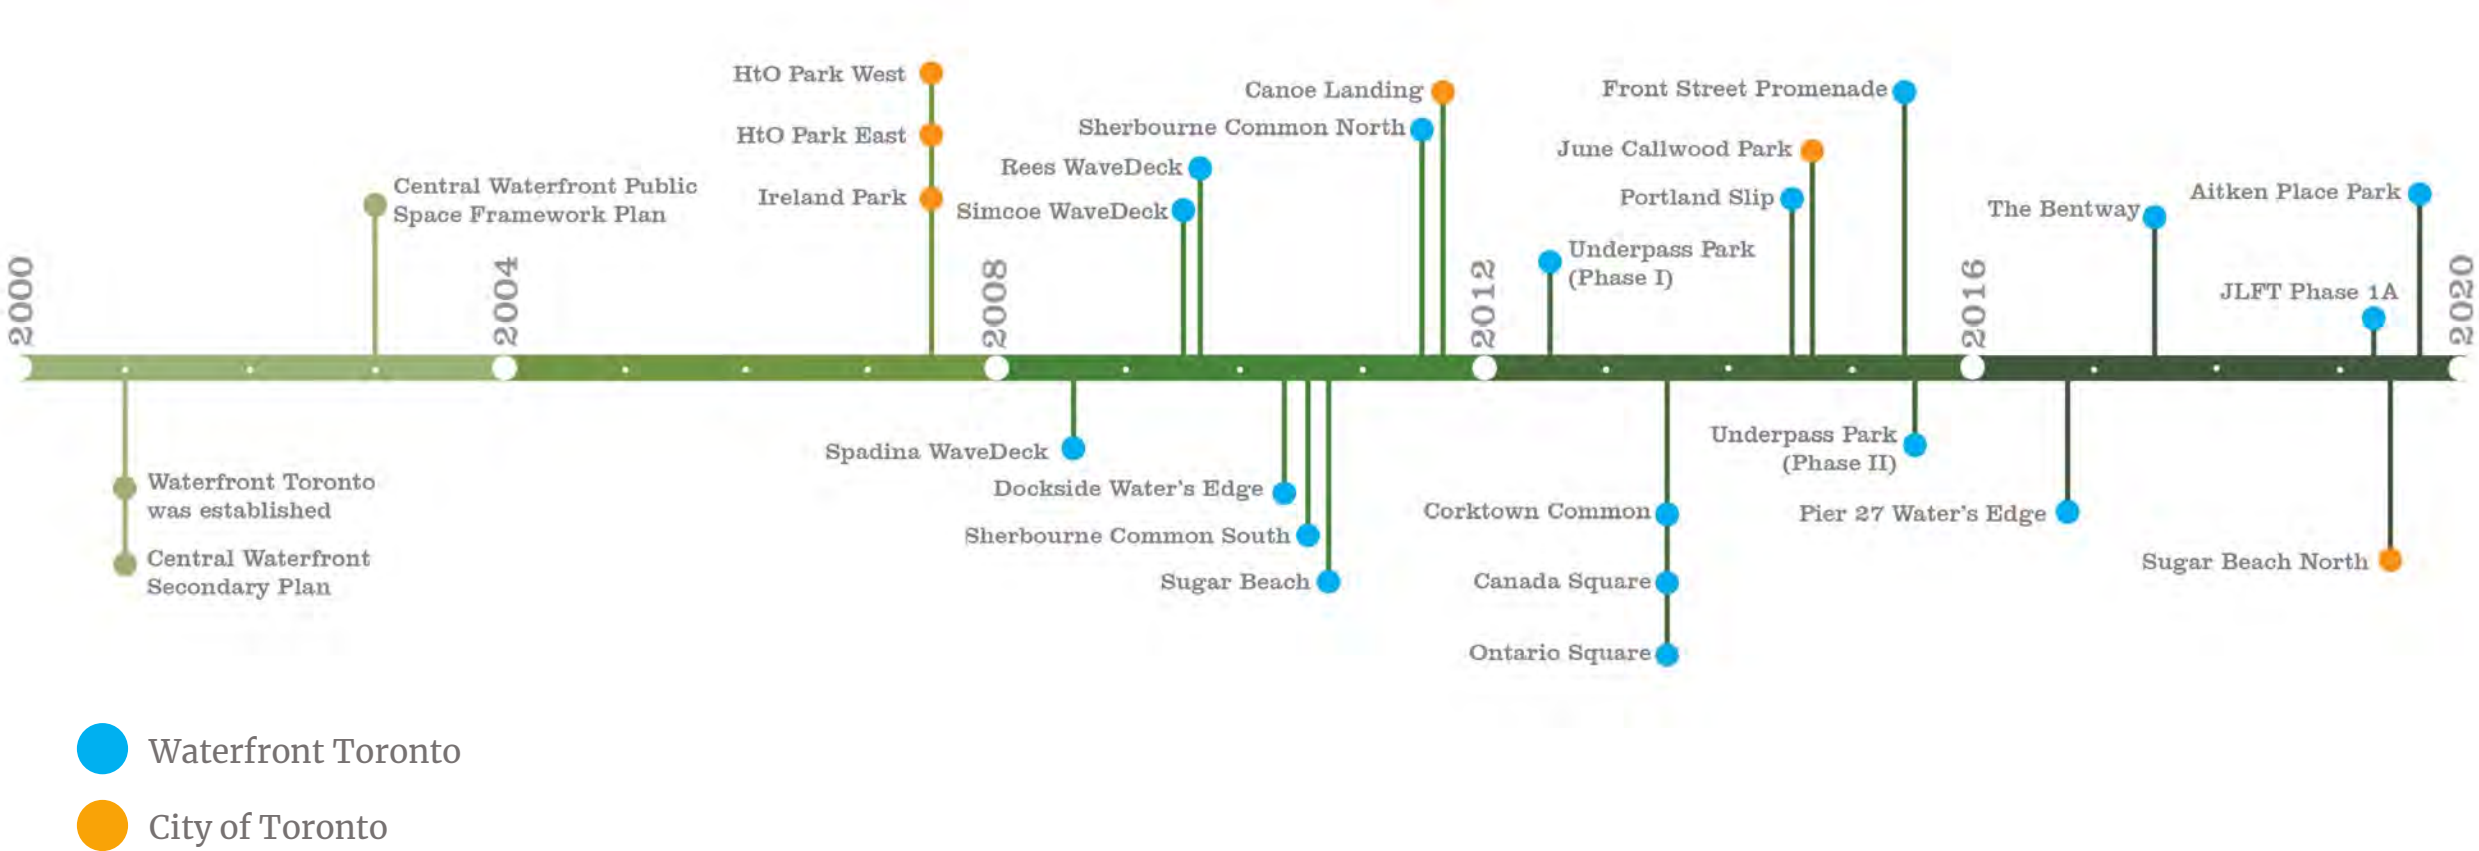 HtO Park West
HtO Park East
Ireland Park
Central Waterfront Public
Space Framework Plan
Canoe Landing
Sherbourne Common North
Rees WaveDeck
Simcoe WaveDeck
Front Street Promenade
June Callwood Park
Portland Slip
Underpass Park
(Phase I)
The Bentway
Aitken Place Park
JLFT Phase 1A
2000
2004
2008
2012
2016
2020
Waterfront Toronto
was established
Central Waterfront
Secondary Plan
Spadina WaveDeck
Dockside Water's Edge
Sherbourne Common South
Sugar Beach
Corktown Common
Canada Square
Ontario Square
Underpass Park
(Phase II)
Pier 27 Water's Edge
Sugar Beach North
Waterfront Toronto
City of Toronto